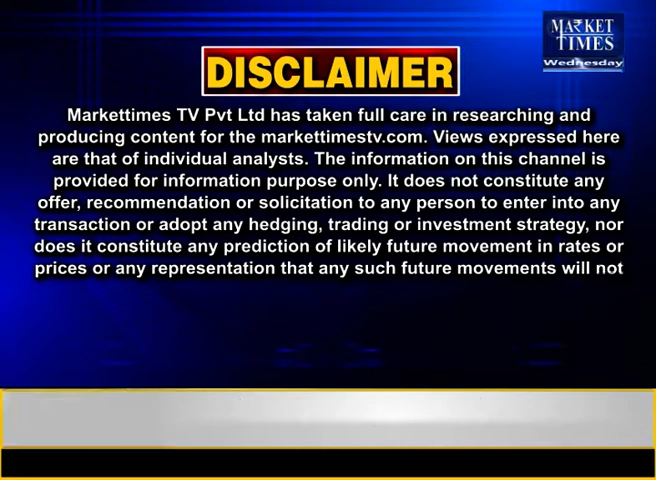 MARKET
TIMES
Wednesday
DISCLAIMER
Markettimes TV Pvt Ltd has taken full care in researching and
producing content for the markettimestv.com. Views expressed here
are that of individual analysts. The information on this channel is
provided for information purpose only. It does not constitute any
offer, recommendation or solicitation to any person to enter into any
transaction or adopt any hedging, trading or investment strategy, nor
does it constitute any prediction of likely future movement in rates or
prices or any representation that any such future movements will not